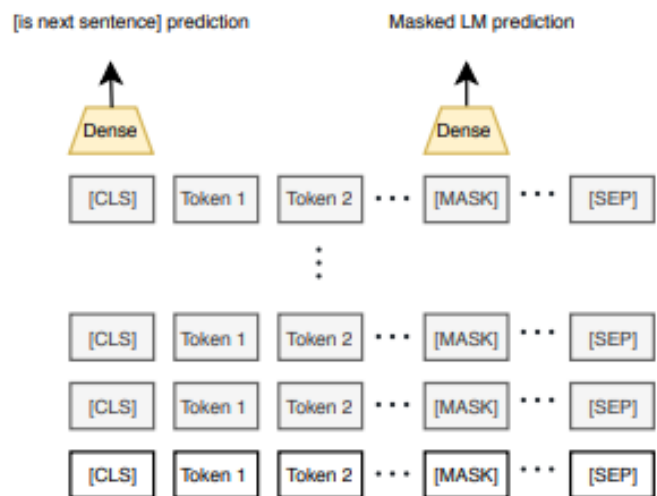 [is next sentence] prediction Masked LM prediction
Dense Dense
[CLS] Token 1 Token 2 ••• [MASK] ••• [SEP]
[CLS] Token 1 Token 2 ••• [MASK] ••• [SEP]
[CLS] Token 1 Token 2 ••• [MASK] ••• [SEP]
[CLS] Token 1 Token 2 ••• [MASK] ••• [SEP]